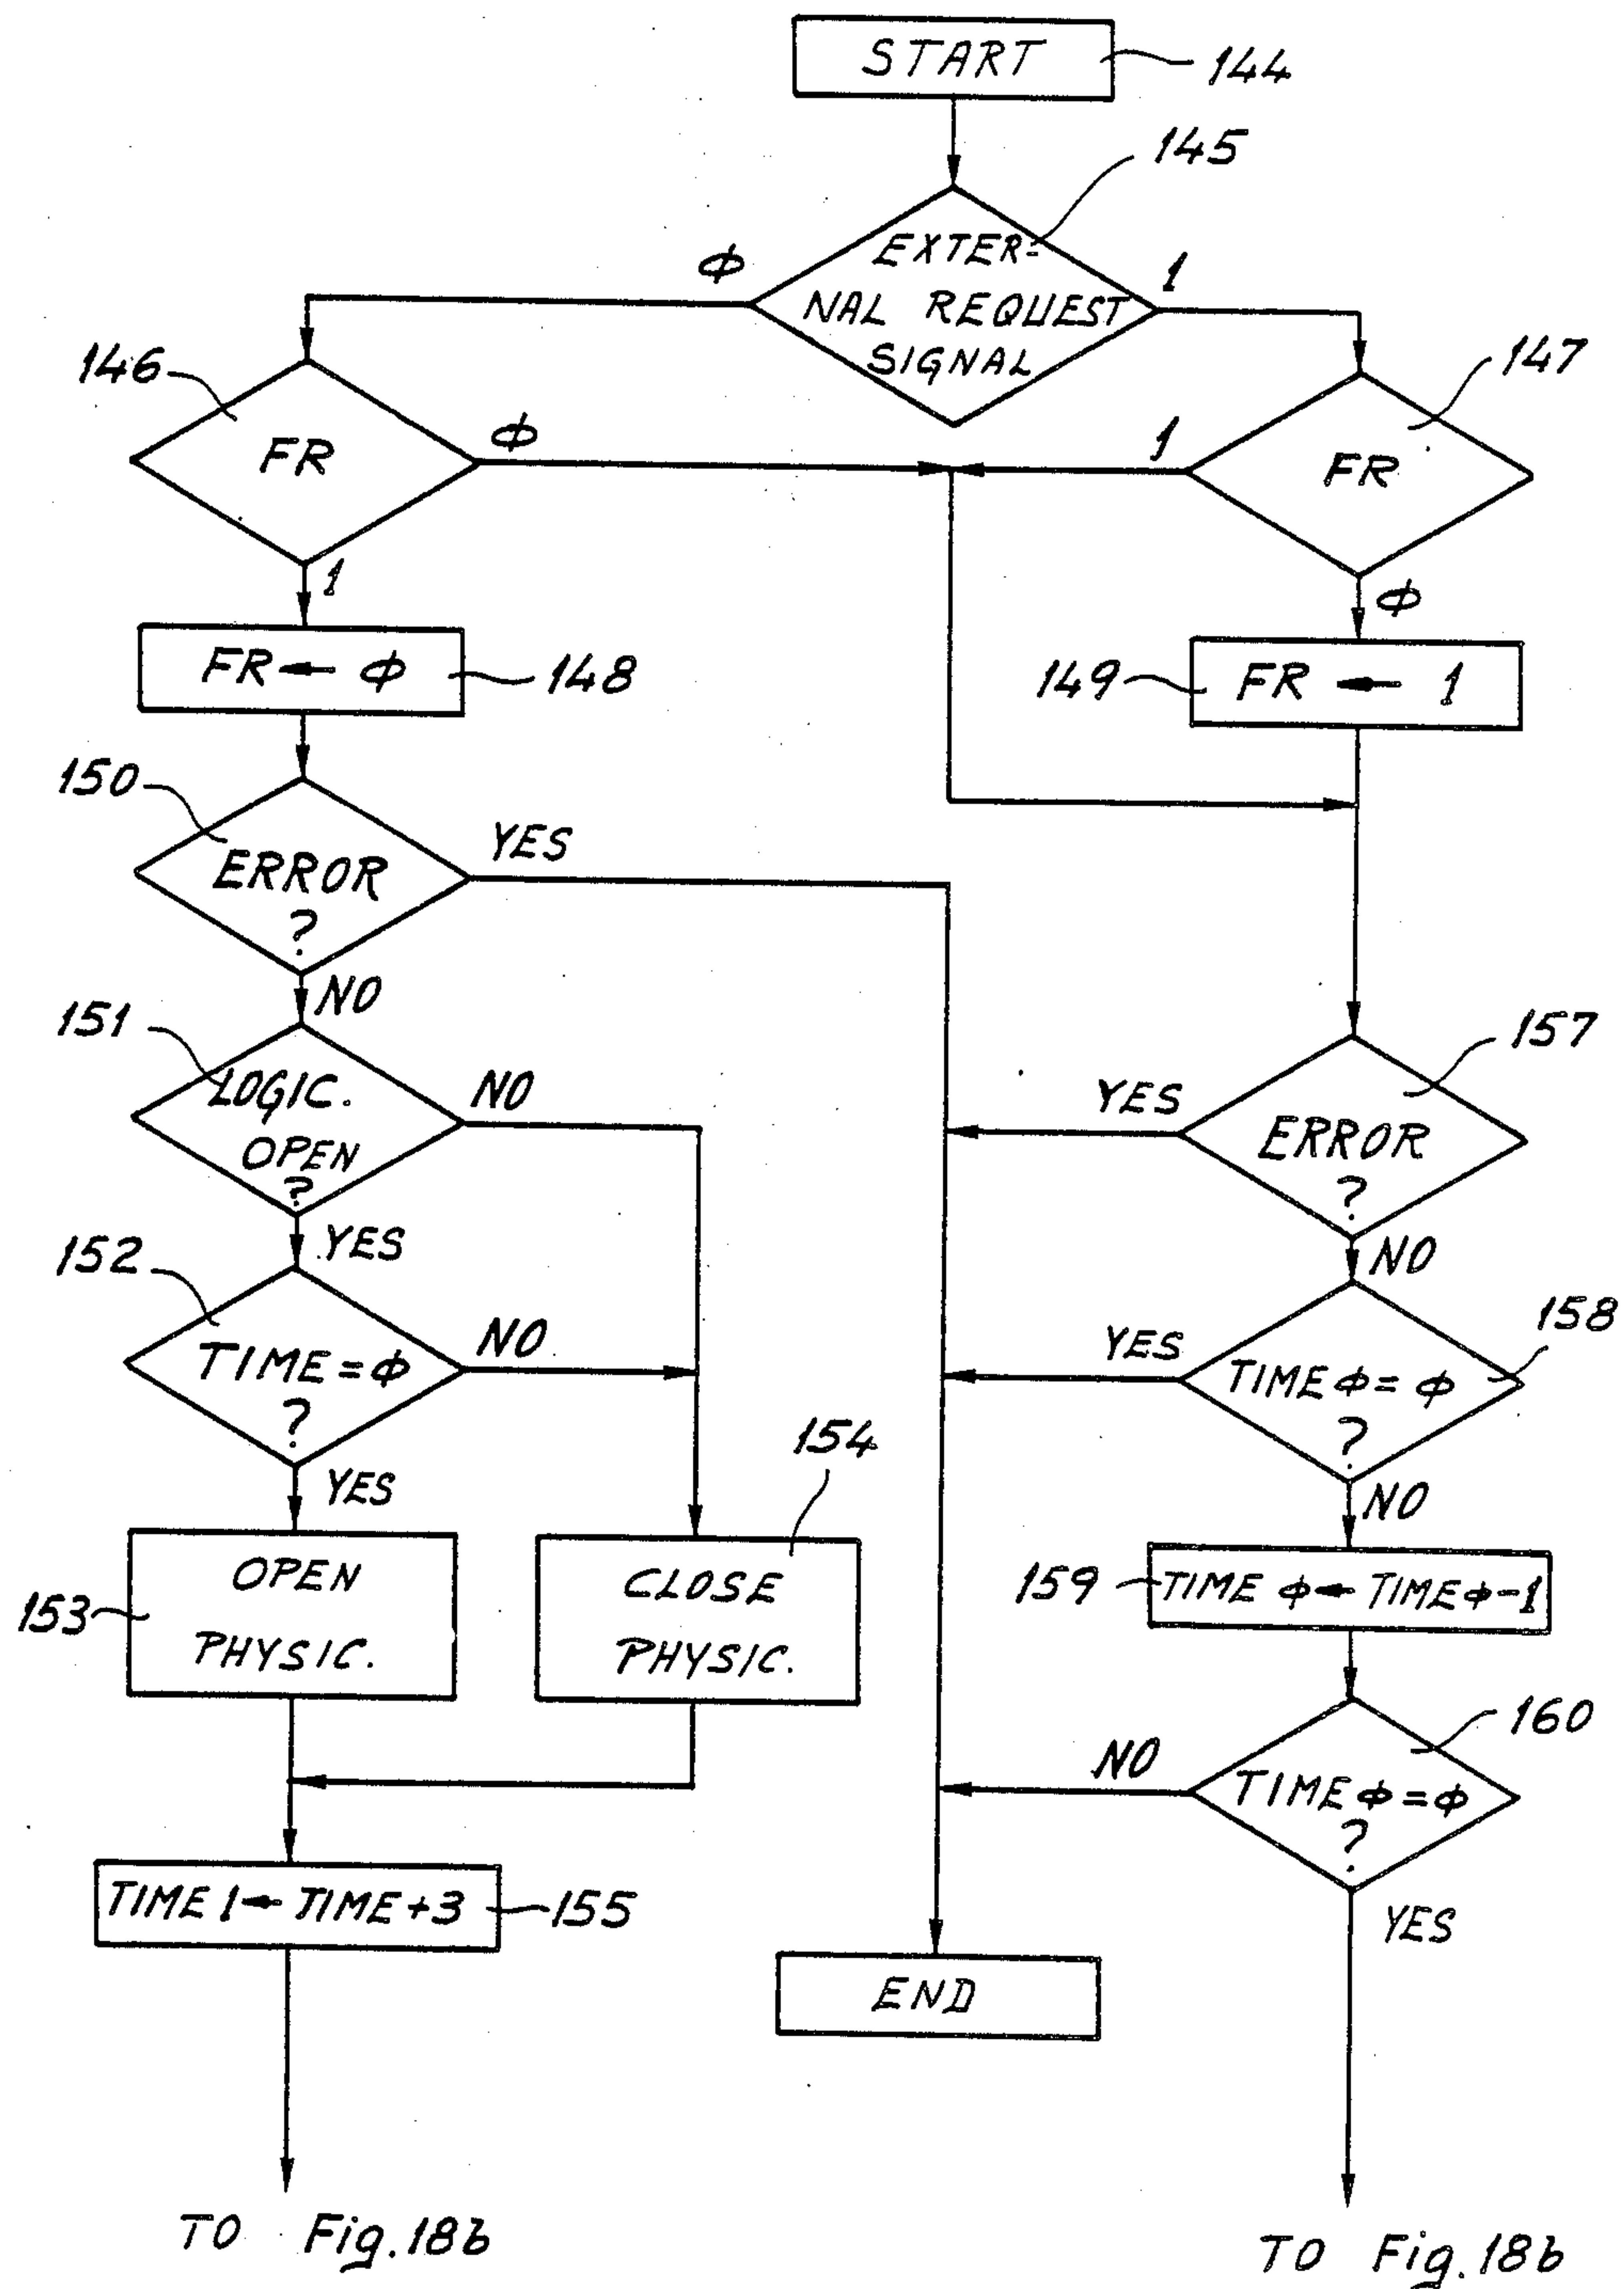 START
144
145
EXTER-
NAL REQUEST
SIGNAL
ϕ
1
146
FR
ϕ
1
147
FR
1
ϕ
FR ← ϕ
148
149
FR ← 1
150
ERROR
?
YES
NO
151
LOGIC.
OPEN
?
NO
YES
157
ERROR
?
YES
NO
152
TIME = ϕ
?
NO
YES
158
TIME ϕ = ϕ
?
YES
NO
153
OPEN
PHYSIC.
154
CLOSE
PHYSIC.
159
TIME ϕ ← TIME ϕ - 1
160
TIME ϕ = ϕ
?
NO
YES
TIME 1 ← TIME + 3
155
END
TO Fig. 18b
TO Fig. 18b